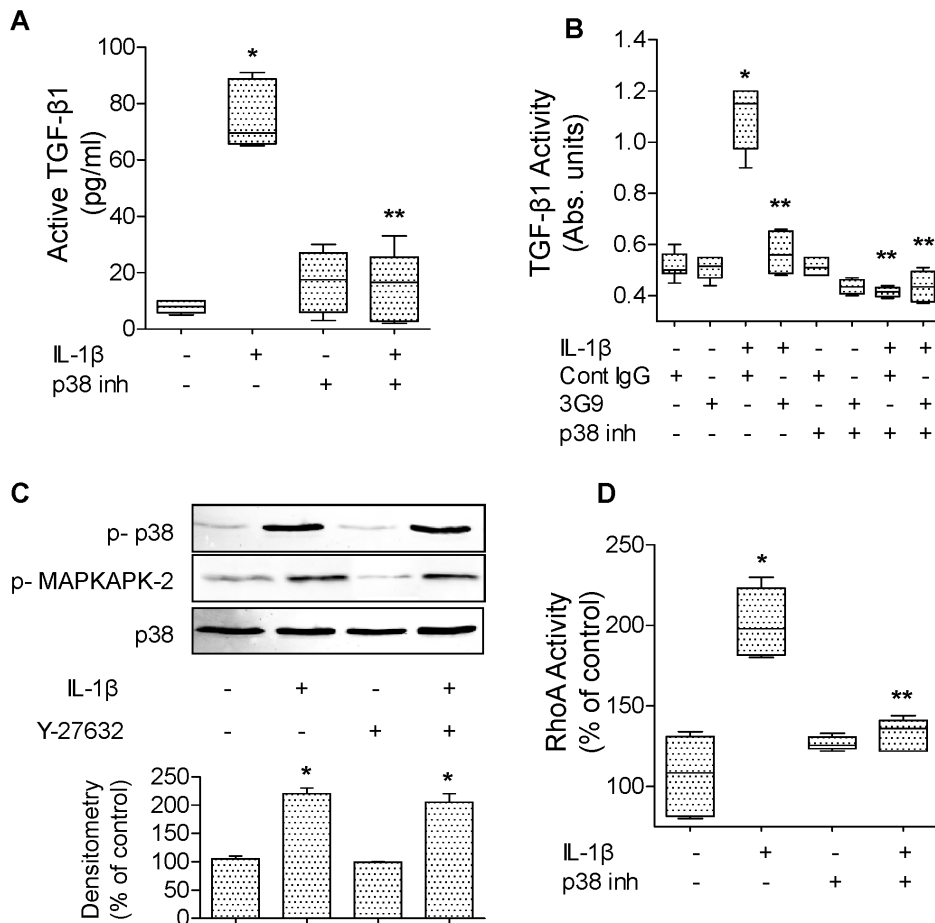 A
Active TGF-β1
(pg/ml)
100
80
60
40
20
0
*
**
IL-1β - + - +
p38 inh - - + +
B
TGF-β1 Activity
(Abs. units)
1.4
1.2
1.0
0.8
0.6
0.4
*
**
**
**
IL-1β - - + + - - + +
Cont IgG + - + - + - + -
3G9 - + - + - + - +
p38 inh - - - - + + + +
C
p- p38
p- MAPKAPK-2
p38
IL-1β - + - +
Y-27632 - - + +
Densitometry
(% of control)
250
200
150
100
50
0
*
*
D
RhoA Activity
(% of control)
250
200
150
100
*
**
IL-1β - + - +
p38 inh - - + +